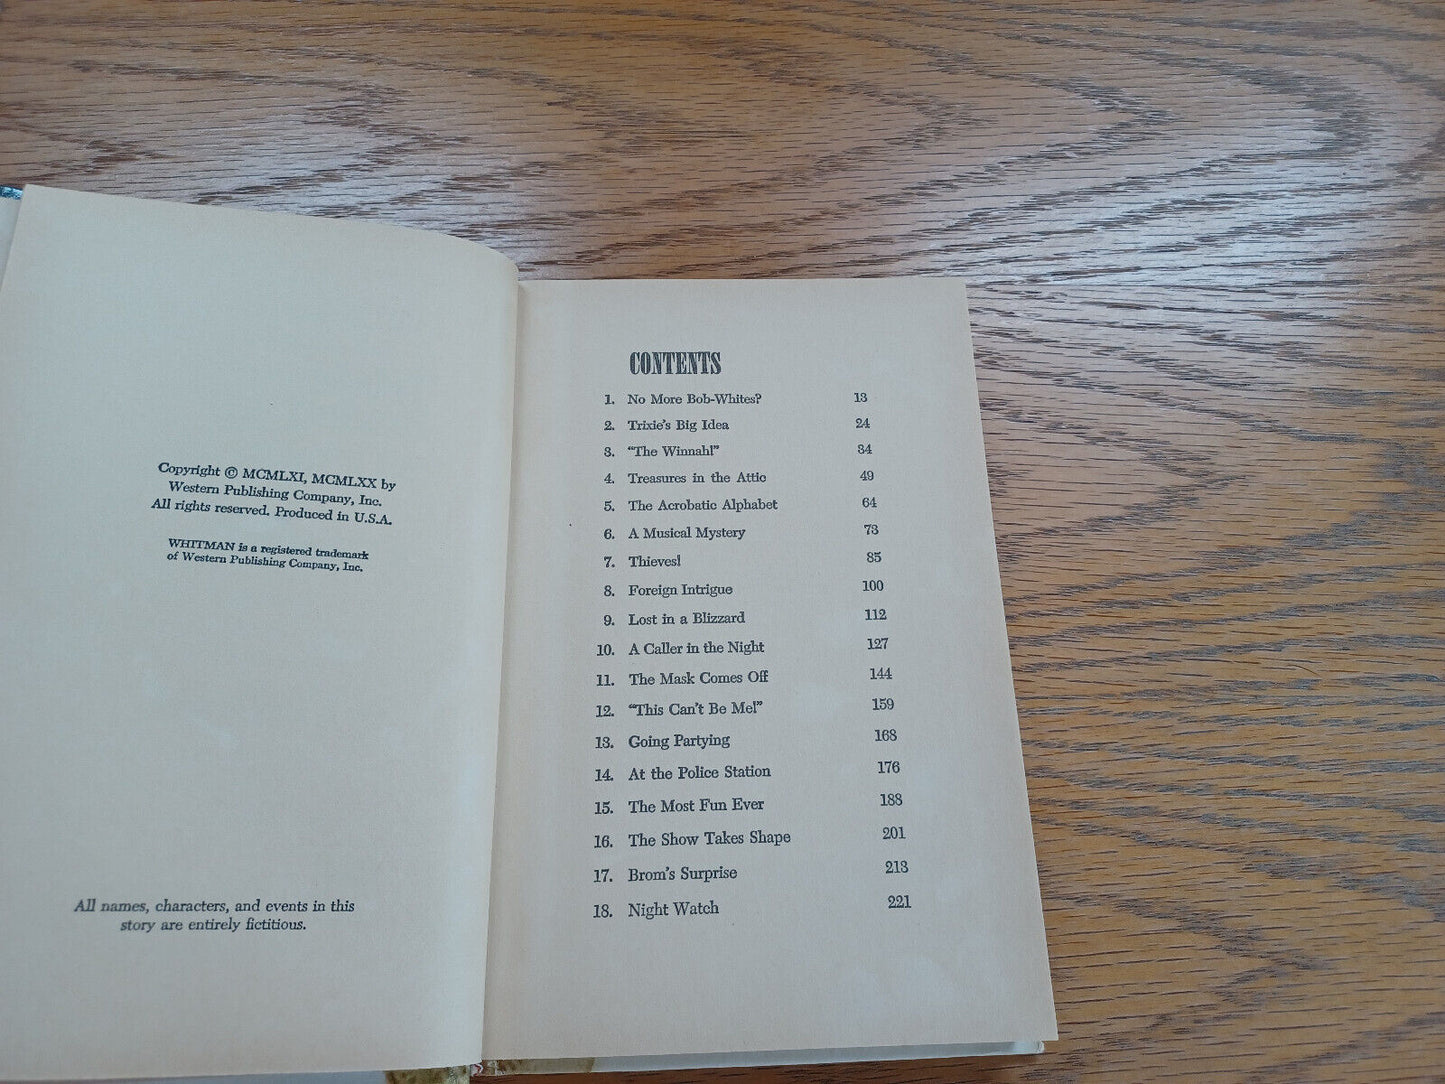 Copyright © MCMLXI, MCMLXX by
Western Publishing Company, Inc.
All rights reserved. Produced in U.S.A.
WHITMAN is a registered trademark
of Western Publishing Company, Inc.
All names, characters, and events in this
story are entirely fictitious.
CONTENTS
1. No More Bob-Whites? 13
2. Trixie's Big Idea 24
3. "The Winnah!" 34
4. Treasures in the Attic 49
5. The Acrobatic Alphabet 64
6. A Musical Mystery 73
7. Thieves! 85
8. Foreign Intrigue 100
9. Lost in a Blizzard 112
10. A Caller in the Night 127
11. The Mask Comes Off 144
12. "This Can't Be Me!" 159
13. Going Partying 168
14. At the Police Station 176
15. The Most Fun Ever 188
16. The Show Takes Shape 201
17. Brom's Surprise 213
18. Night Watch 221